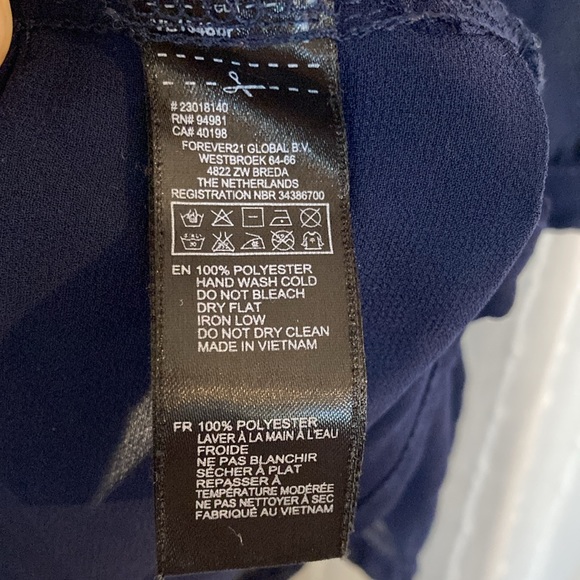 # 23018140
RN# 94981
CA# 40198
FOREVER21 GLOBAL B.V.
WESTBROEK 64-66
4822 ZW BREDA
THE NETHERLANDS
REGISTRATION NBR 34386700
EN 100% POLYESTER
HAND WASH COLD
DO NOT BLEACH
DRY FLAT
IRON LOW
DO NOT DRY CLEAN
MADE IN VIETNAM
FR 100% POLYESTER
LAVER À LA MAIN À L'EAU
FROIDE
NE PAS BLANCHIR
SÉCHER À PLAT
REPASSER À
TEMPÉRATURE MODÉRÉE
NE PAS NETTOYER À SEC
FABRIQUÉ AU VIETNAM